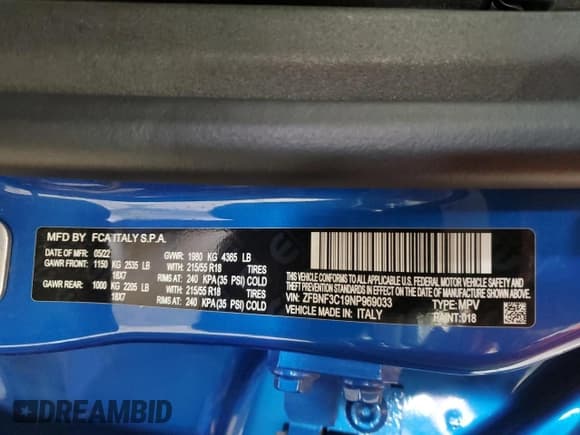 MFD BY FCA ITALY S.P.A.
DATE OF MFR: 05/22 GVWR: 1980 KG 4365 LB
GAWR FRONT: 1150 KG 2535 LB WITH: 215/55 R18 TIRES
18X7 RIMS AT: 240 KPA (35 PSI) COLD
GAWR REAR: 1000 KG 2205 LB WITH: 215/55 R18 TIRES
18X7 RIMS AT: 240 KPA (35 PSI) COLD
THIS VEHICLE CONFORMS TO
ALL APPLICABLE U.S.
FEDERAL MOTOR VEHICLE SAFETY AND
THEFT PREVENTION STANDARDS IN EFFECT ON THE
DATE OF MANUFACTURE SHOWN ABOVE.
VIN: ZFBNF3C19NP969033 TYPE: MPV
VEHICLE MADE IN: ITALY PAINT: 018
DREAMBID